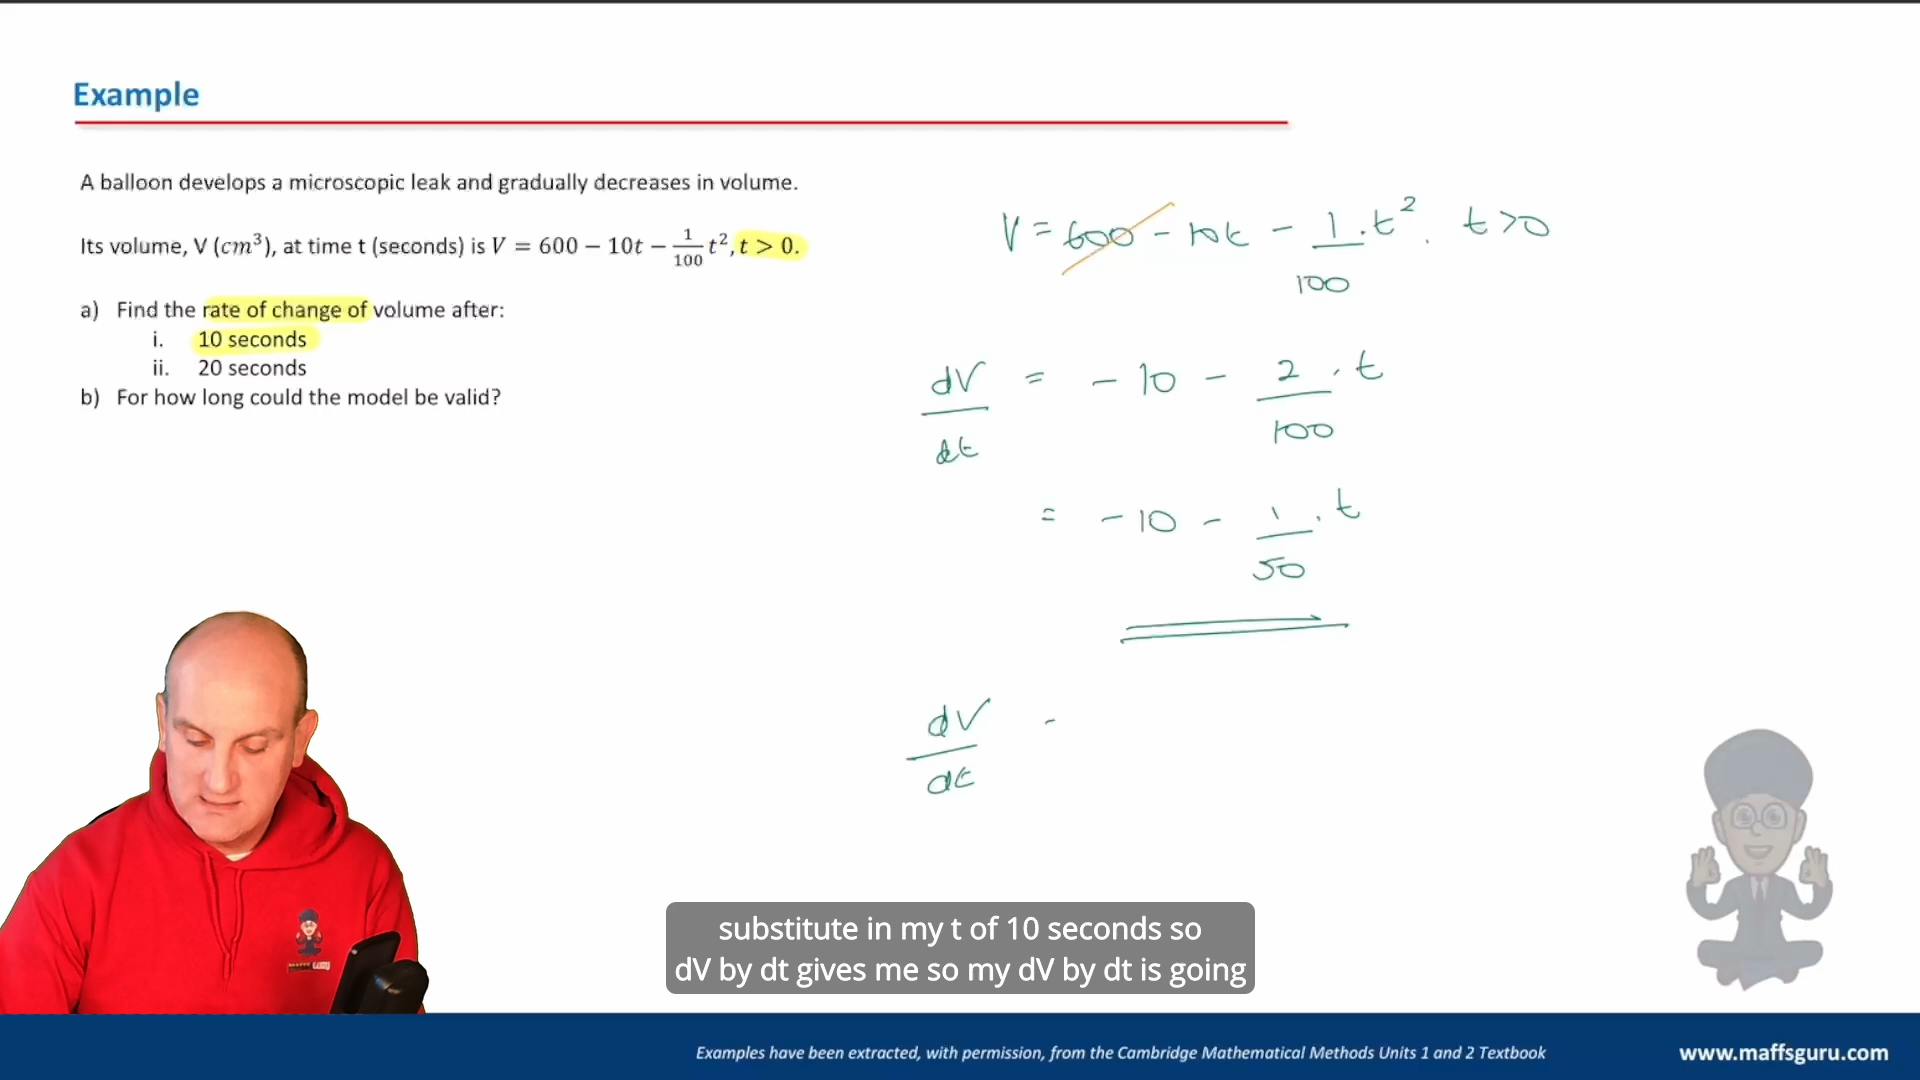 Example
A balloon develops a microscopic leak and gradually decreases in volume.
Its volume, V (cm³), at time t (seconds) is V = 600 − 10t − 1/100 t², t > 0.
a) Find the rate of change of volume after:
i. 10 seconds
ii. 20 seconds
b) For how long could the model be valid?
V = 600 - 10t - 1/100 . t². t>0
dV/dt = - 10 - 2/100 . t
= - 10 - 1/50 . t
dV/dt -
substitute in my t of 10 seconds so
dV by dt gives me so my dV by dt is going
Examples have been extracted, with permission, from the Cambridge Mathematical Methods Units 1 and 2 Textbook
www.maffsguru.com